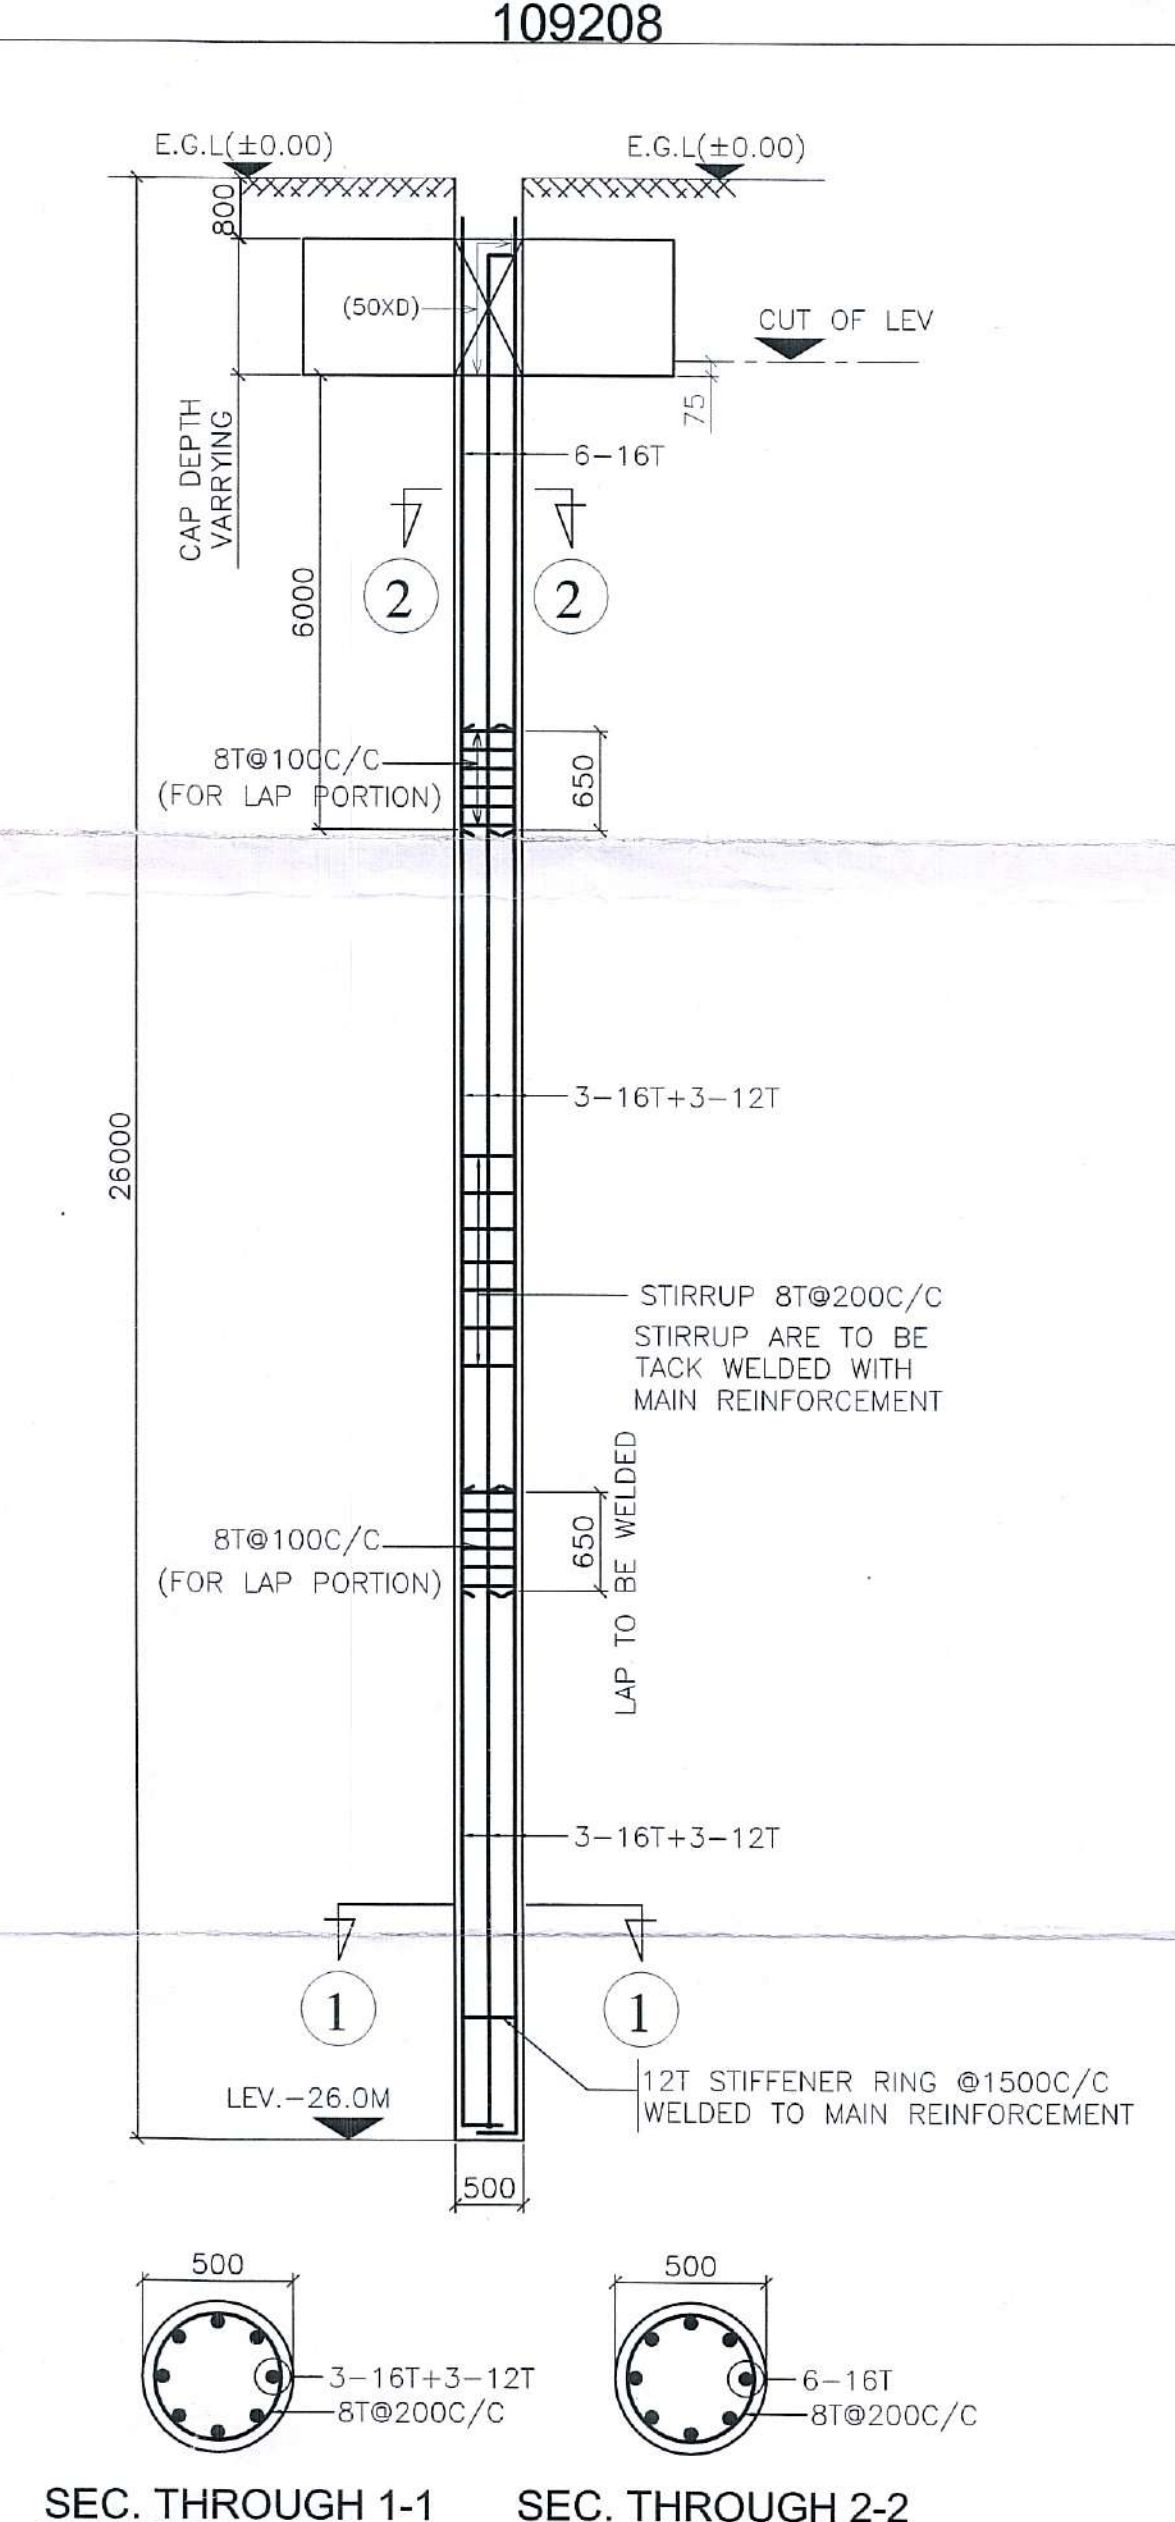 109208
E.G.L(±0.00)
E.G.L(±0.00)
800
(50XD)
CUT OF LEV
75
CAP DEPTH
VARRYING
6-16T
2
2
6000
8T@100C/C
(FOR LAP PORTION)
650
26000
3-16T+3-12T
STIRRUP 8T@200C/C
STIRRUP ARE TO BE
TACK WELDED WITH
MAIN REINFORCEMENT
8T@100C/C
(FOR LAP PORTION)
650
LAP TO BE WELDED
3-16T+3-12T
1
1
12T STIFFENER RING @1500C/C
WELDED TO MAIN REINFORCEMENT
LEV.-26.0M
500
500
3-16T+3-12T
8T@200C/C
500
6-16T
8T@200C/C
SEC. THROUGH 1-1
SEC. THROUGH 2-2